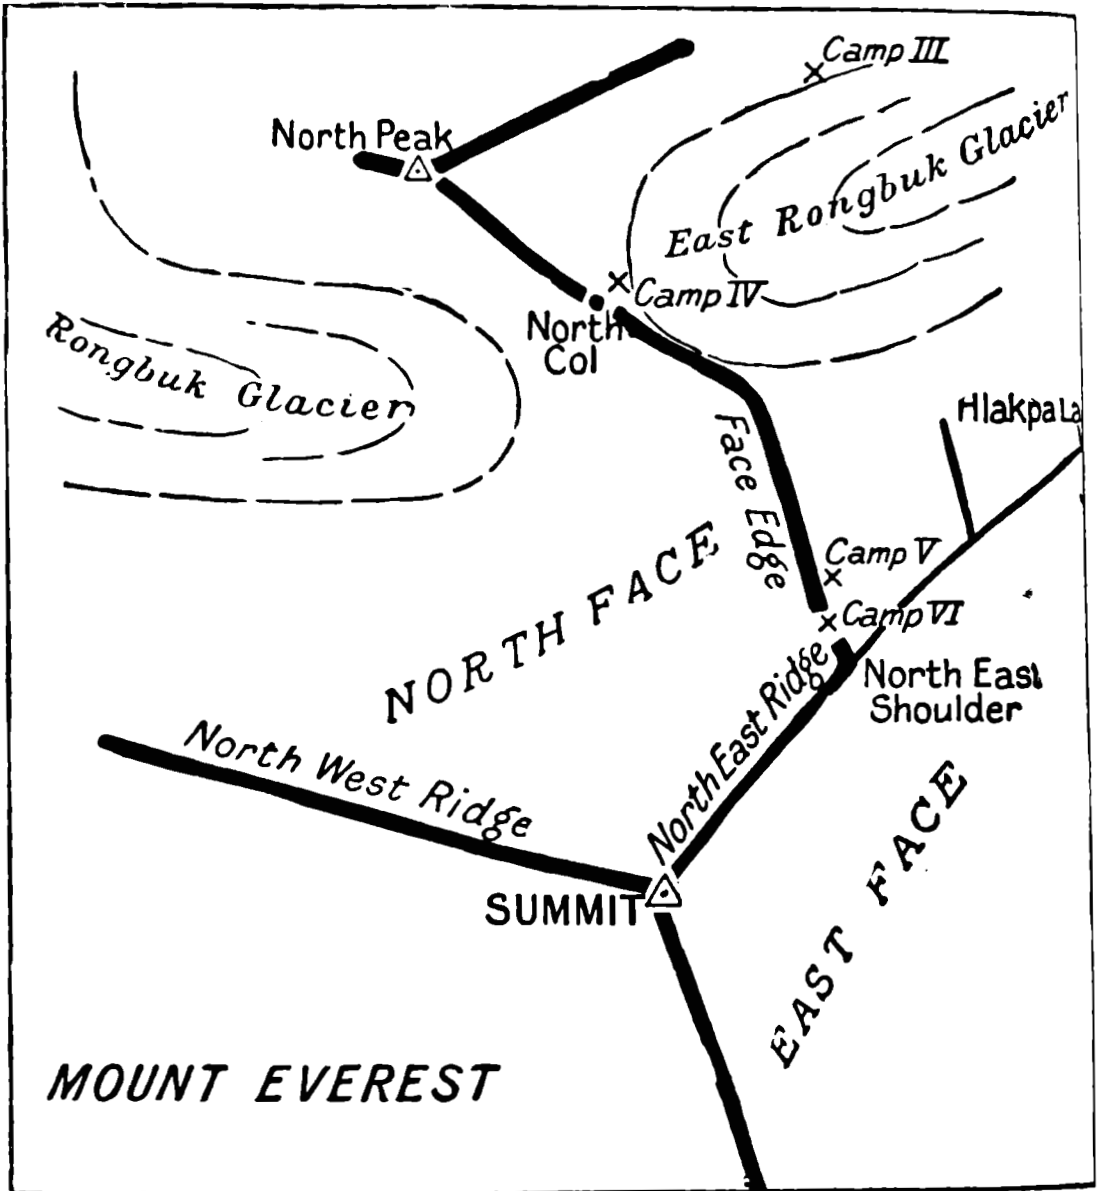 Camp III
North Peak
East Rongbuk Glacier
Camp IV
North
Col
Rongbuk Glacier
Hlakpa La
Face Edge
NORTH FACE
Camp V
Camp VI
North East
Shoulder
North East Ridge
North West Ridge
SUMMIT
EAST FACE
MOUNT EVEREST